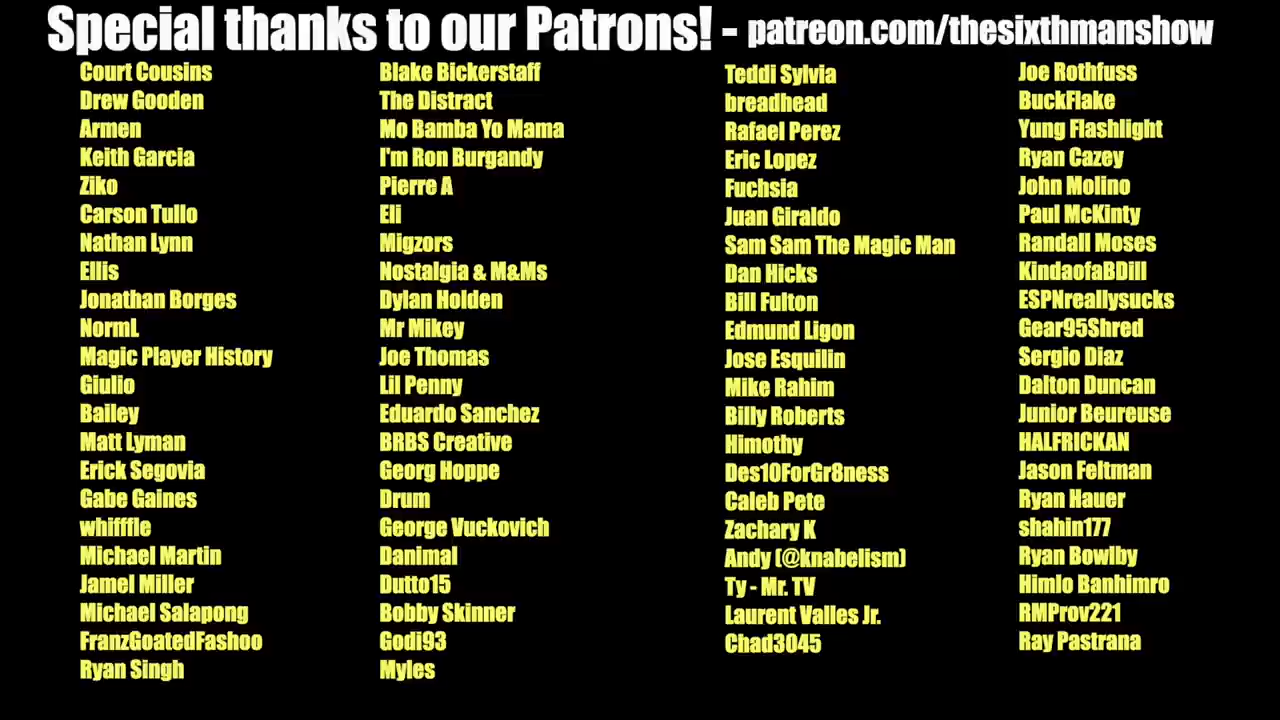 Special thanks to our Patrons! - patreon.com/thesixthmanshow
Court Cousins
Drew Gooden
Armen
Keith Garcia
Ziko
Carson Tullo
Nathan Lynn
Ellis
Jonathan Borges
NormL
Magic Player History
Giulio
Bailey
Matt Lyman
Erick Segovia
Gabe Gaines
whiffffle
Michael Martin
Jamel Miller
Michael Salapong
FranzGoatedFashoo
Ryan Singh
Blake Bickerstaff
The Distract
Mo Bamba Yo Mama
I'm Ron Burgandy
Pierre A
Eli
Migzors
Nostalgia & M&Ms
Dylan Holden
Mr Mikey
Joe Thomas
Lil Penny
Eduardo Sanchez
BRBS Creative
Georg Hoppe
Drum
George Vuckovich
Danimal
Dutto15
Bobby Skinner
Godi93
Myles
Teddi Sylvia
breadhead
Rafael Perez
Eric Lopez
Fuchsia
Juan Giraldo
Sam Sam The Magic Man
Dan Hicks
Bill Fulton
Edmund Ligon
Jose Esquilin
Mike Rahim
Billy Roberts
Himothy
Des10ForGr8ness
Caleb Pete
Zachary K
Andy (@knabelism)
Ty - Mr. TV
Laurent Valles Jr.
Chad3045
Joe Rothfuss
BuckFlake
Yung Flashlight
Ryan Cazey
John Molino
Paul McKinty
Randall Moses
KindaofaBDill
ESPNreallysucks
Gear95Shred
Sergio Diaz
Dalton Duncan
Junior Beureuse
HALFRICKAN
Jason Feltman
Ryan Hauer
shahin177
Ryan Bowlby
Himlo Banhimro
RMProv221
Ray Pastrana